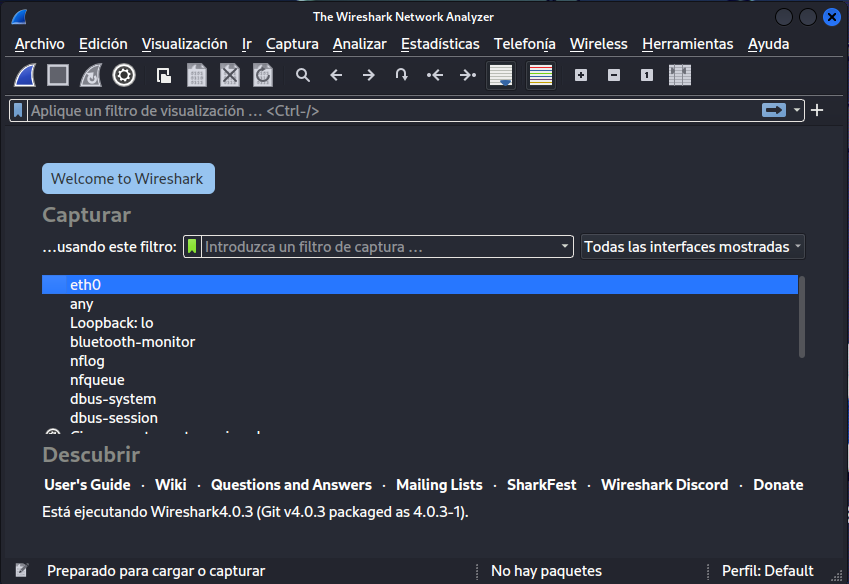 The Wireshark Network Analyzer
Archivo Edición Visualización Ir Captura Analizar Estadísticas Telefonía Wireless Herramientas Ayuda
Aplique un filtro de visualización … <Ctrl-/>
Welcome to Wireshark
Capturar
…usando este filtro: Introduzca un filtro de captura … Todas las interfaces mostradas
eth0
any
Loopback: lo
bluetooth-monitor
nflog
nfqueue
dbus-system
dbus-session
Descubrir
User's Guide · Wiki · Questions and Answers · Mailing Lists · SharkFest · Wireshark Discord · Donate
Está ejecutando Wireshark4.0.3 (Git v4.0.3 packaged as 4.0.3-1).
Preparado para cargar o capturar No hay paquetes Perfil: Default